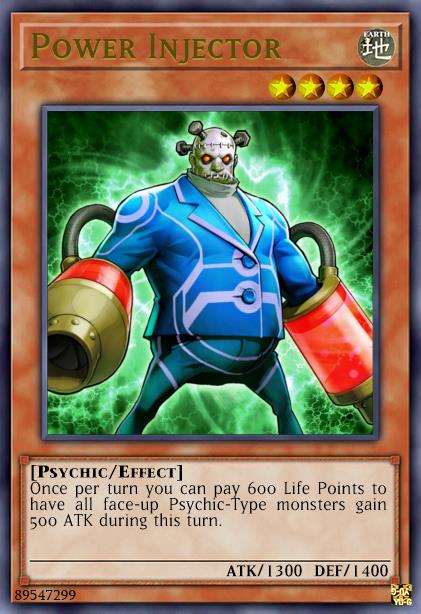 Power Injector
EARTH
地
[Psychic/Effect]
Once per turn you can pay 600 Life Points to
have all face-up Psychic-Type monsters gain
500 ATK during this turn.
ATK/1300 DEF/1400
89547299